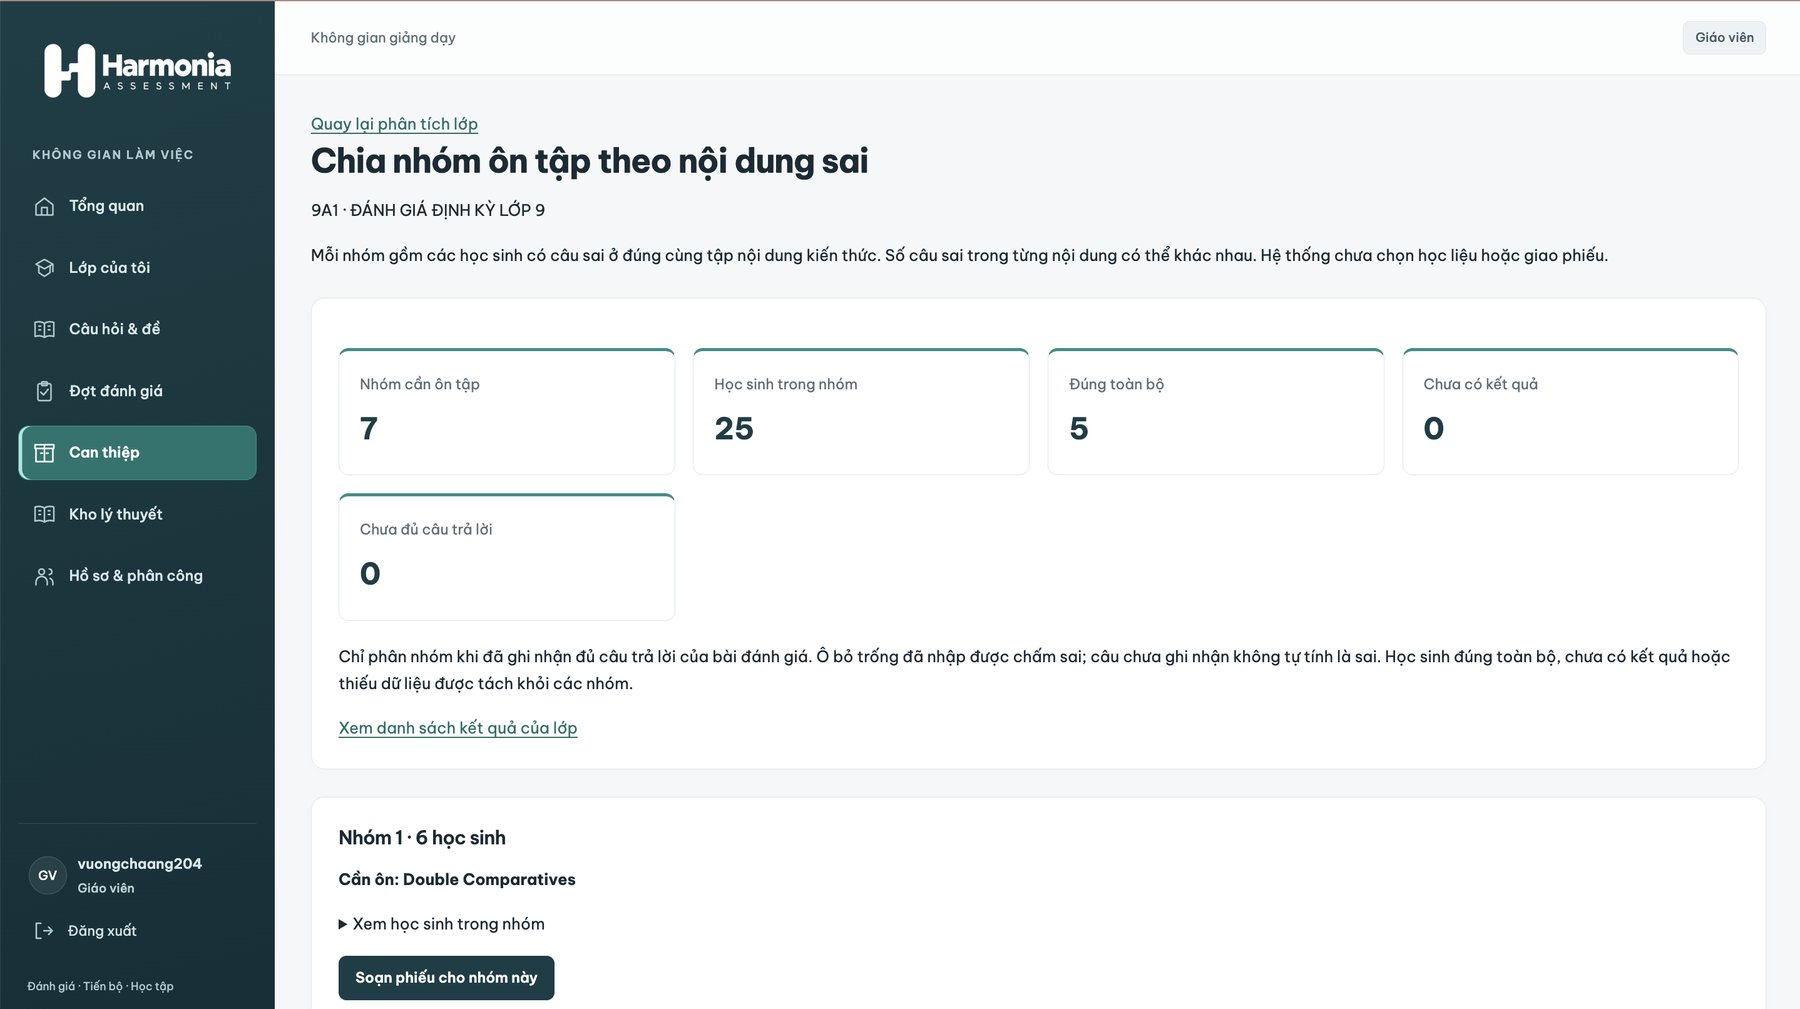 Harmonia
ASSESSMENT
KHÔNG GIAN LÀM VIỆC
Tổng quan
Lớp của tôi
Câu hỏi & đề
Đợt đánh giá
Can thiệp
Kho lý thuyết
Hồ sơ & phân công
GV
vuongchaang204
Giáo viên
Đăng xuất
Đánh giá · Tiến bộ · Học tập
Không gian giảng dạy
Giáo viên
Quay lại phân tích lớp
Chia nhóm ôn tập theo nội dung sai
9A1 · ĐÁNH GIÁ ĐỊNH KỲ LỚP 9
Mỗi nhóm gồm các học sinh có câu sai ở đúng cùng tập nội dung kiến thức. Số câu sai trong từng nội dung có thể khác nhau. Hệ thống chưa chọn học liệu hoặc giao phiếu.
Nhóm cần ôn tập
7
Học sinh trong nhóm
25
Đúng toàn bộ
5
Chưa có kết quả
0
Chưa đủ câu trả lời
0
Chỉ phân nhóm khi đã ghi nhận đủ câu trả lời của bài đánh giá. Ô bỏ trống đã nhập được chấm sai; câu chưa ghi nhận không tự tính là sai. Học sinh đúng toàn bộ, chưa có kết quả hoặc
thiếu dữ liệu được tách khỏi các nhóm.
Xem danh sách kết quả của lớp
Nhóm 1 · 6 học sinh
Cần ôn: Double Comparatives
Xem học sinh trong nhóm
Soạn phiếu cho nhóm này